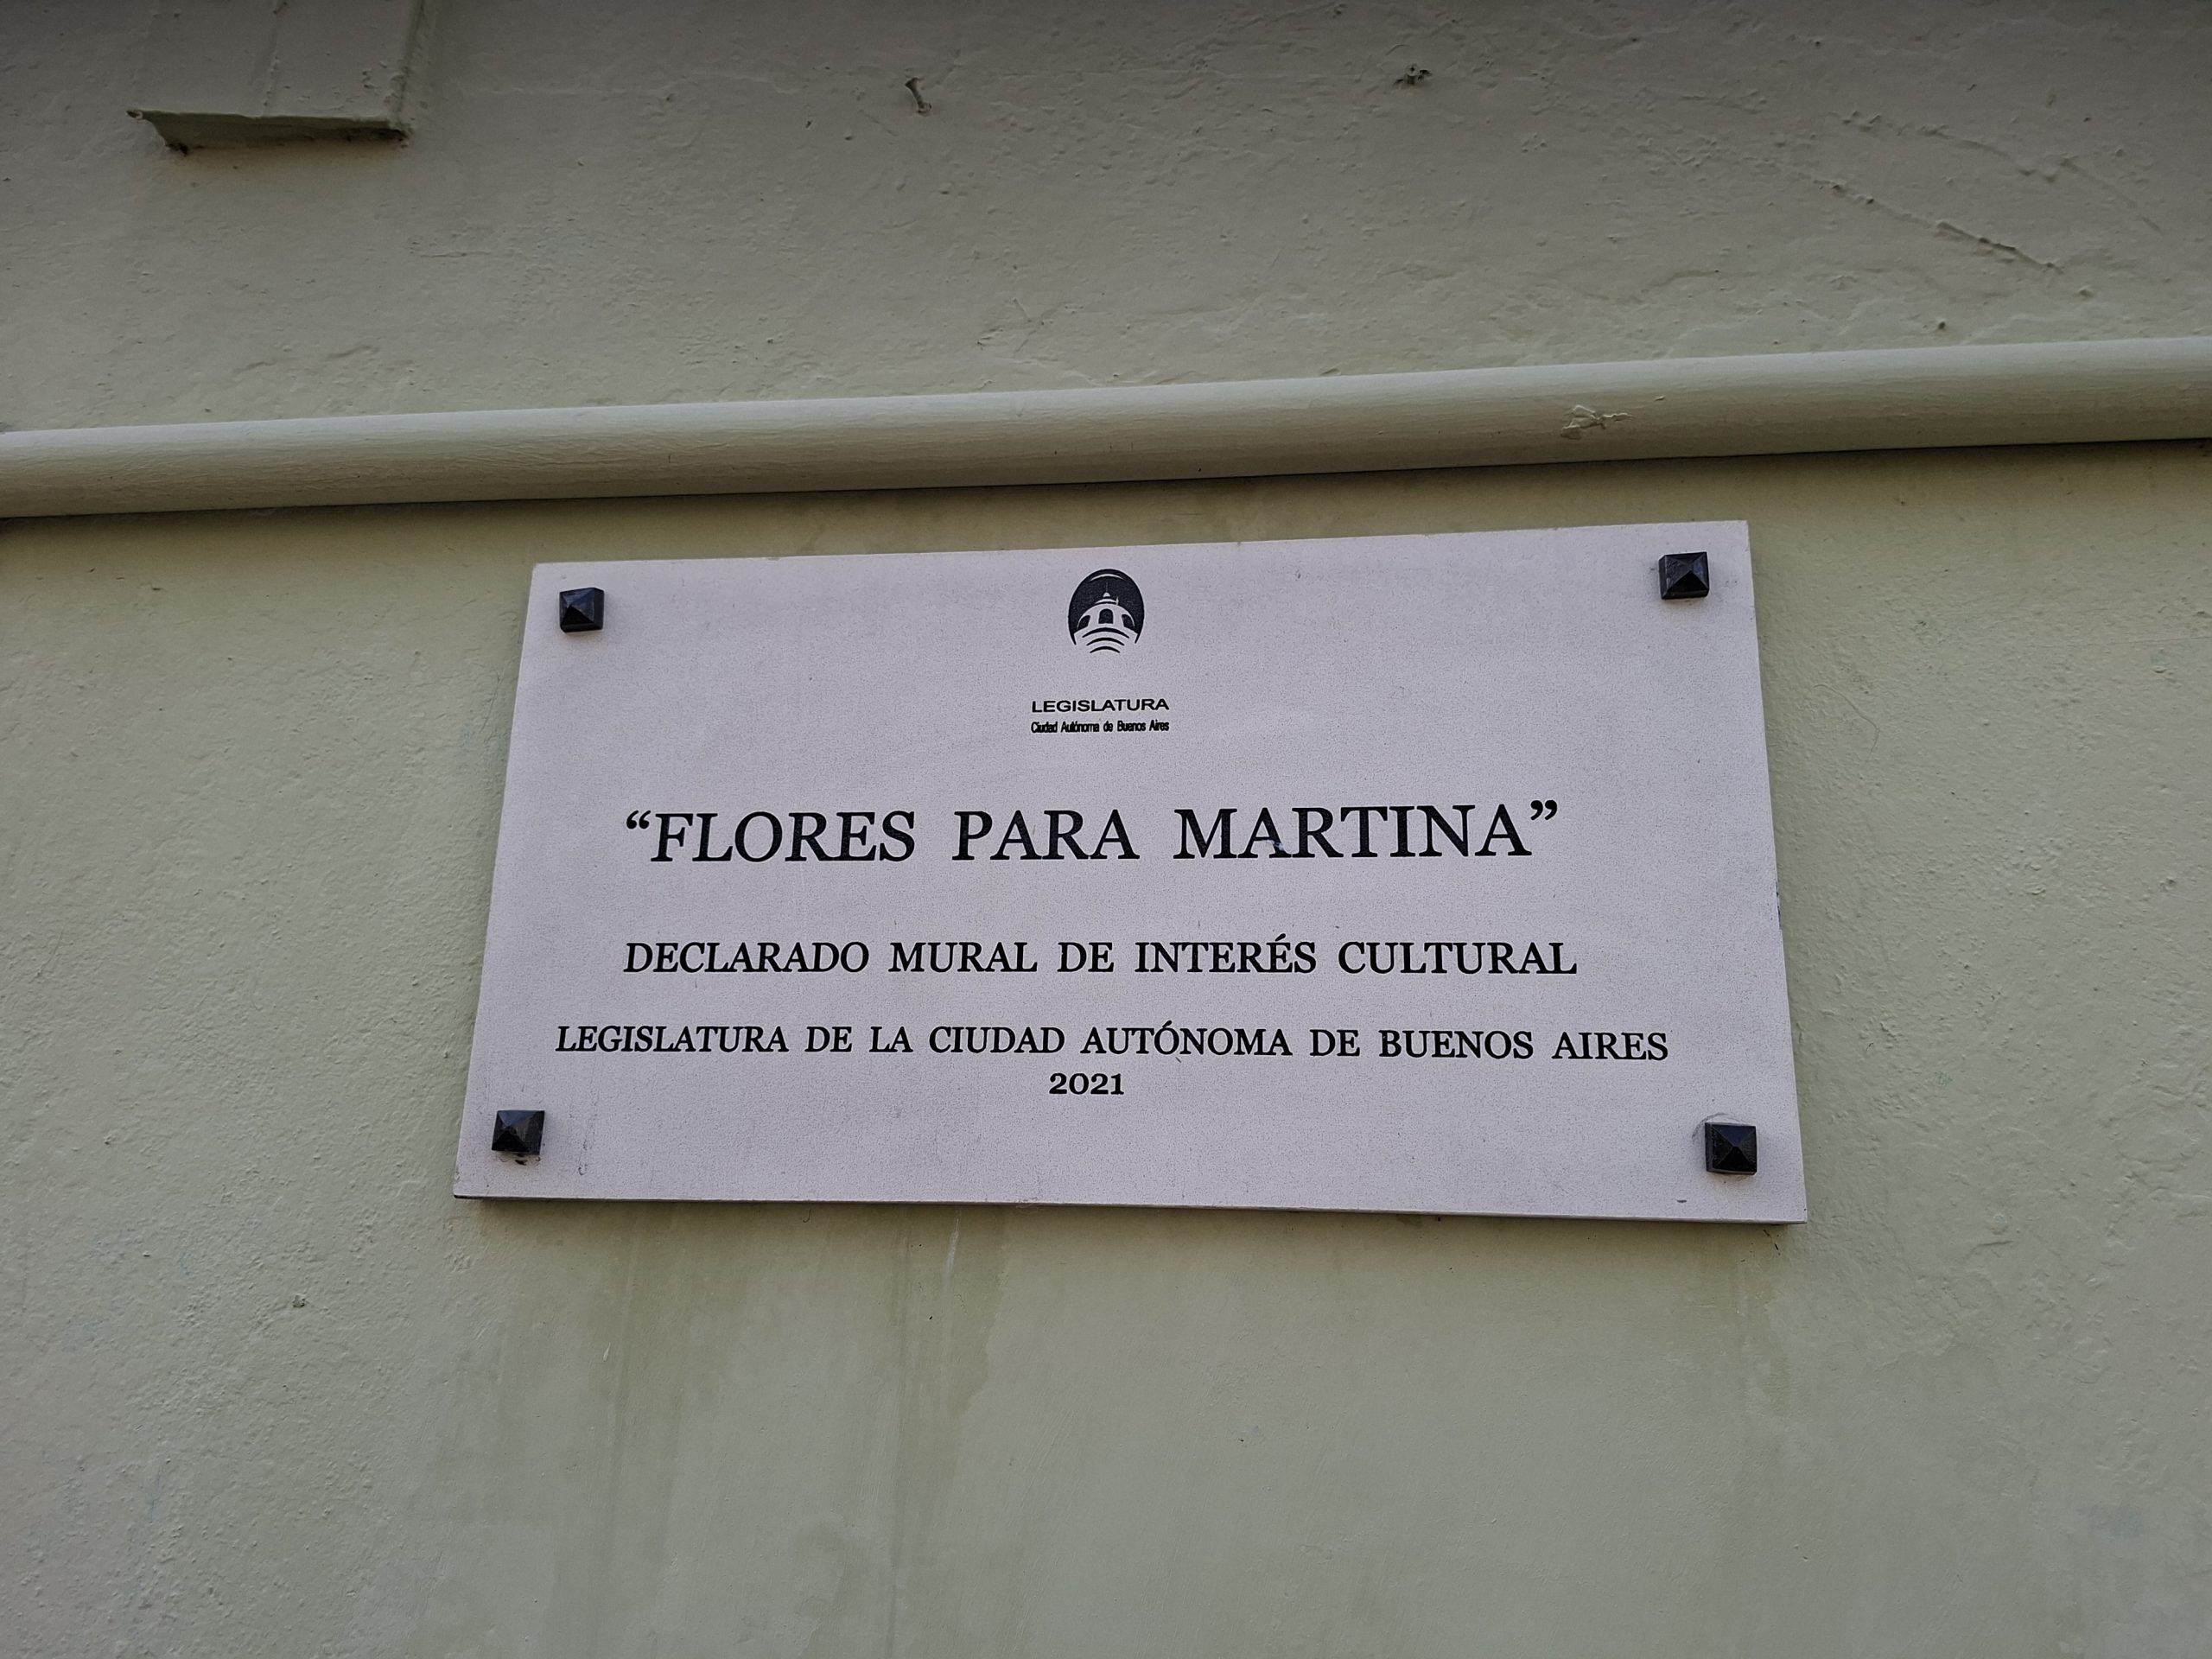 LEGISLATURA
Ciudad Autónoma de Buenos Aires
“FLORES PARA MARTINA”
DECLARADO MURAL DE INTERÉS CULTURAL
LEGISLATURA DE LA CIUDAD AUTÓNOMA DE BUENOS AIRES
2021